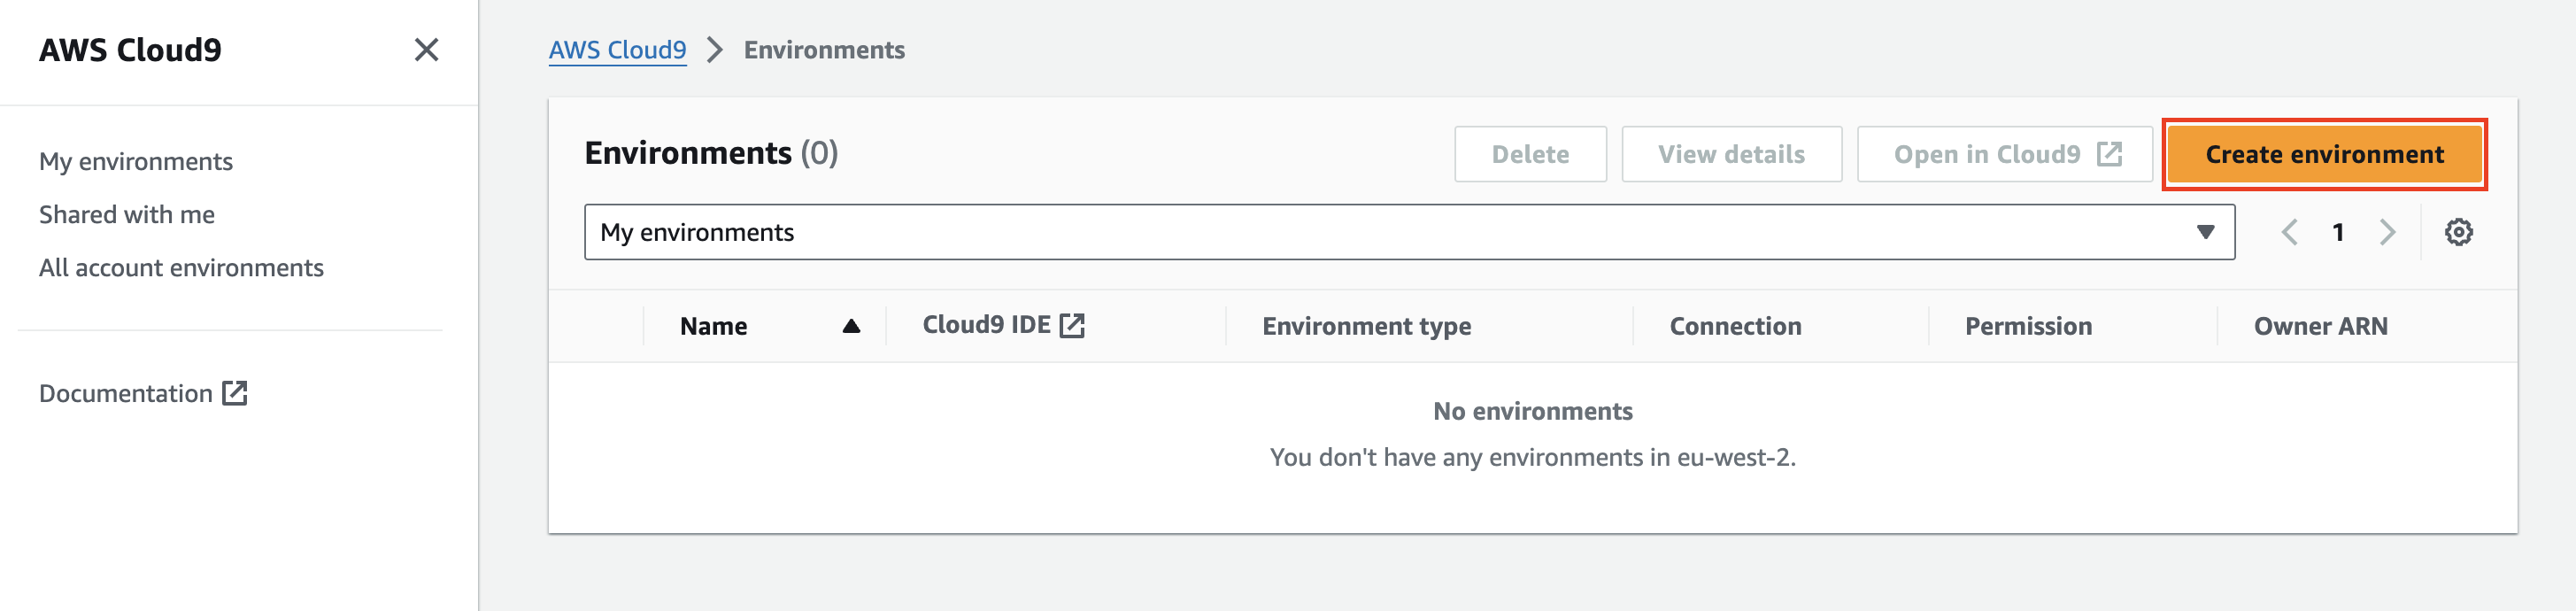 AWS Cloud9
My environments
Shared with me
All account environments
Documentation
AWS Cloud9 Environments
Environments (0) Delete View details Open in Cloud9 Create environment
My environments 1
Name Cloud9 IDE Environment type Connection Permission Owner ARN
No environments
You don't have any environments in eu-west-2.